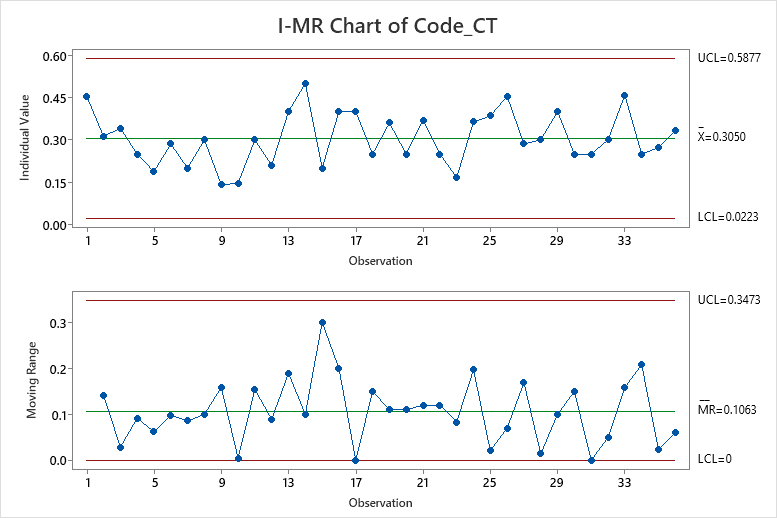 I-MR Chart of Code_CT
0.60
0.45
0.30
0.15
0.00
Individual Value
UCL=0.5877
X̄=0.3050
LCL=0.0223
1 5 9 13 17 21 25 29 33
Observation
0.3
0.2
0.1
0.0
Moving Range
UCL=0.3473
M̅R̅=0.1063
LCL=0
1 5 9 13 17 21 25 29 33
Observation